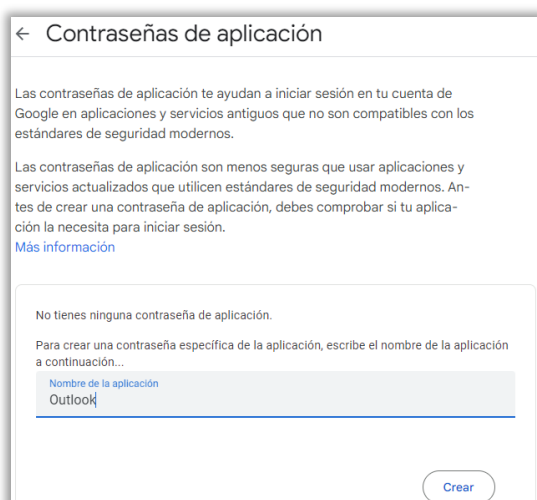 ← Contraseñas de aplicación
Las contraseñas de aplicación te ayudan a iniciar sesión en tu cuenta de
Google en aplicaciones y servicios antiguos que no son compatibles con los
estándares de seguridad modernos.
Las contraseñas de aplicación son menos seguras que usar aplicaciones y
servicios actualizados que utilicen estándares de seguridad modernos. An-
tes de crear una contraseña de aplicación, debes comprobar si tu aplica-
ción la necesita para iniciar sesión.
Más información
No tienes ninguna contraseña de aplicación.
Para crear una contraseña específica de la aplicación, escribe el nombre de la aplicación
a continuación...
Nombre de la aplicación
Outlook
Crear